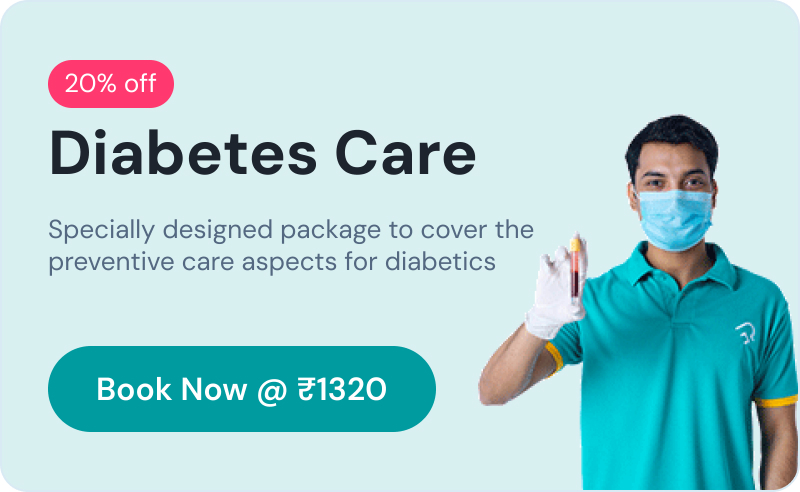 20% off
Diabetes Care
Specially designed package to cover the
preventive care aspects for diabetics
Book Now @ ₹1320